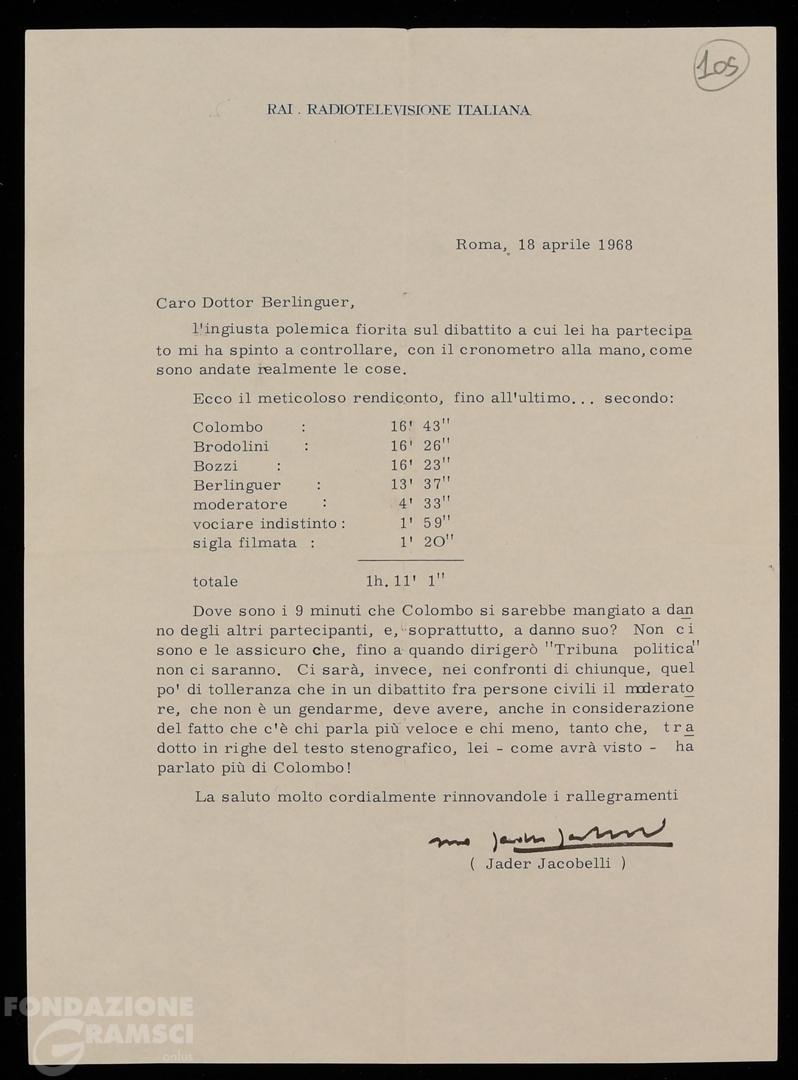 105
RAI . RADIOTELEVISIONE ITALIANA
Roma, 18 aprile 1968
Caro Dottor Berlinguer,
l'ingiusta polemica fiorita sul dibattito a cui lei ha partecipa
to mi ha spinto a controllare, con il cronometro alla mano, come
sono andate realmente le cose.
Ecco il meticoloso rendiconto, fino all'ultimo... secondo:
Colombo : 16' 43"
Brodolini : 16' 26"
Bozzi : 16' 23"
Berlinguer : 13' 37"
moderatore : 4' 33"
vociare indistinto : 1' 59"
sigla filmata : 1' 20"
totale 1h. 11' 1"
Dove sono i 9 minuti che Colombo si sarebbe mangiato a dan
no degli altri partecipanti, e, soprattutto, a danno suo? Non ci
sono e le assicuro che, fino a quando dirigerò "Tribuna politica"
non ci saranno. Ci sarà, invece, nei confronti di chiunque, quel
po' di tolleranza che in un dibattito fra persone civili il moderato
re, che non è un gendarme, deve avere, anche in considerazione
del fatto che c'è chi parla più veloce e chi meno, tanto che, tra
dotto in righe del testo stenografico, lei - come avrà visto - ha
parlato più di Colombo!
La saluto molto cordialmente rinnovandole i rallegramenti
suo Jader Jacobelli
( Jader Jacobelli )
FONDAZIONE
GRAMSCI
onlus